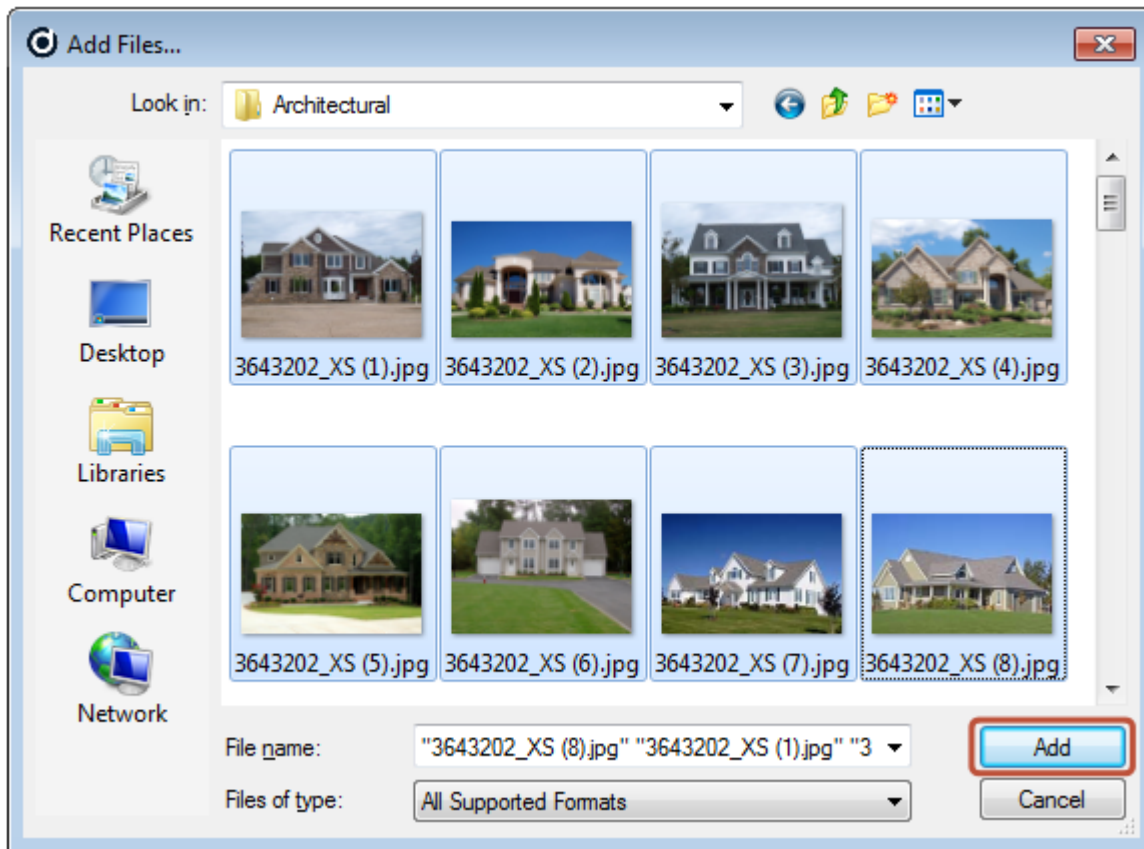 Add Files...
Look in:
Architectural
Recent Places
Desktop
Libraries
Computer
Network
3643202_XS (1).jpg
3643202_XS (2).jpg
3643202_XS (3).jpg
3643202_XS (4).jpg
3643202_XS (5).jpg
3643202_XS (6).jpg
3643202_XS (7).jpg
3643202_XS (8).jpg
File name:
"3643202_XS (8).jpg" "3643202_XS (1).jpg" "3
Add
Files of type:
All Supported Formats
Cancel